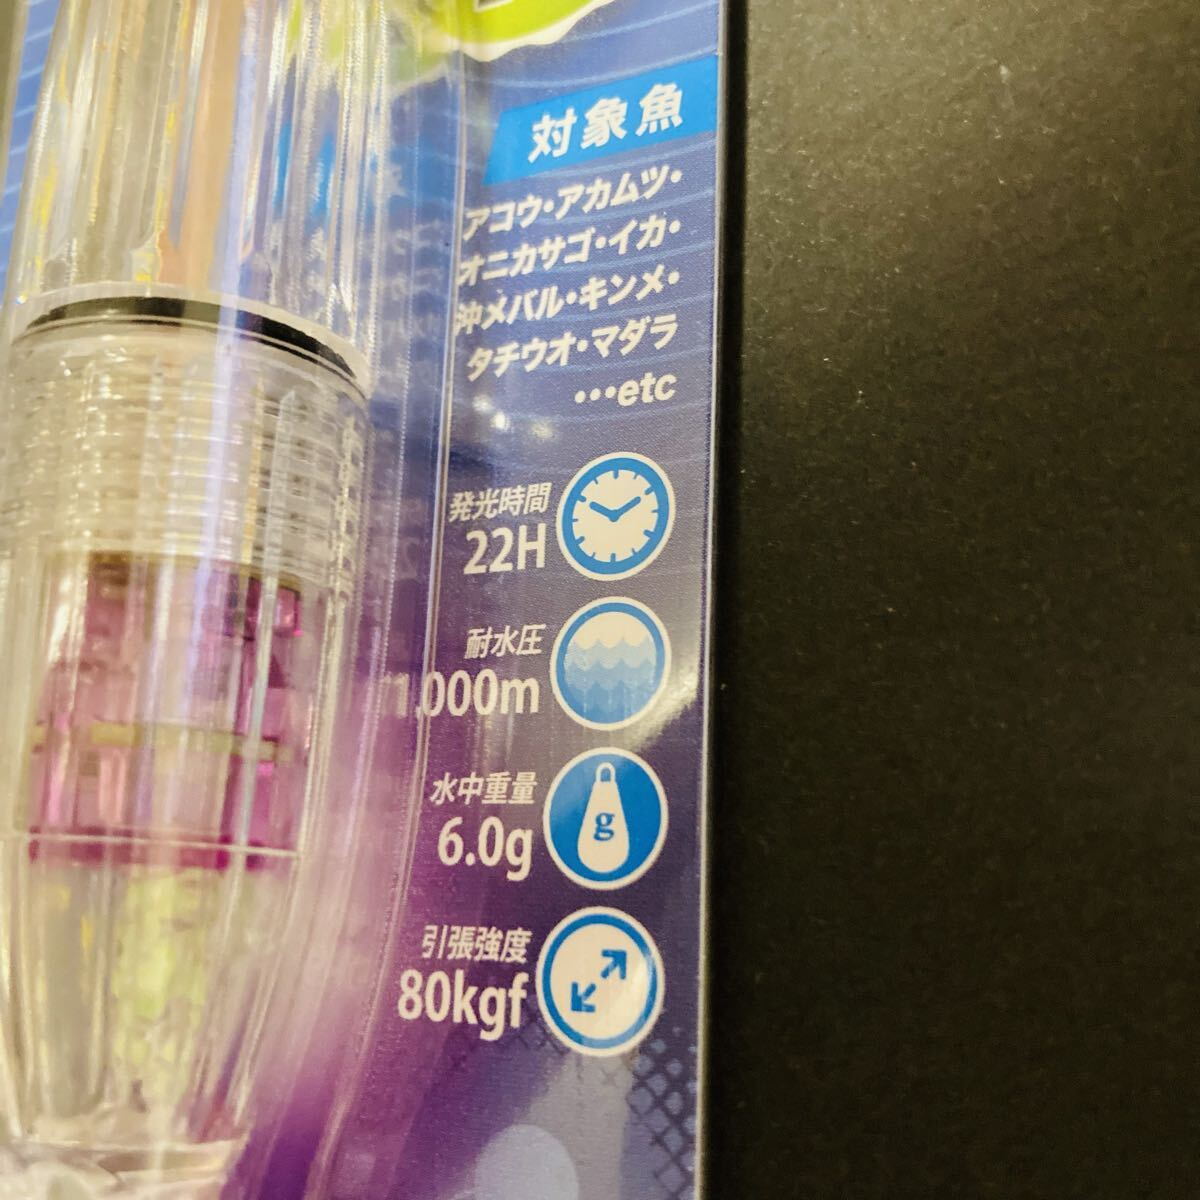 対象魚
アコウ・アカムツ・
オニカサゴ・イカ・
沖メバル・キンメ・
タチウオ・マダラ
…etc
発光時間
22H
耐水圧
1,000m
水中重量
6.0g
g
引張強度
80kgf